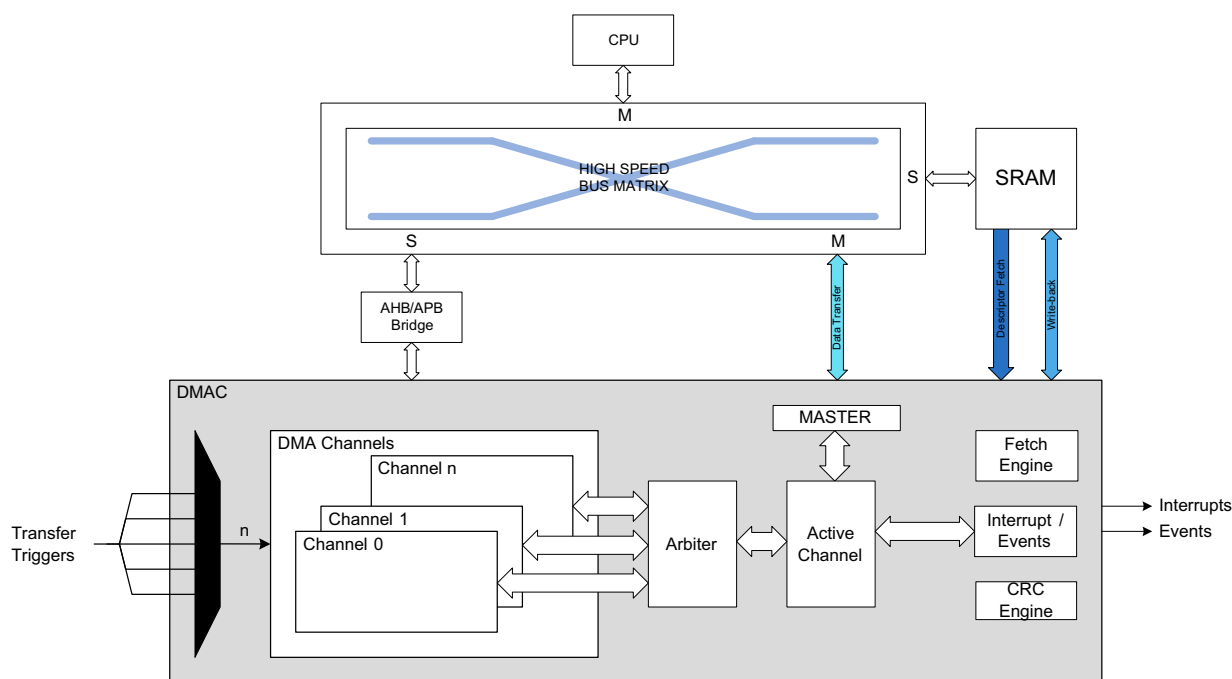 CPU
M
HIGH SPEED
BUS MATRIX
S
SRAM
S
M
AHB/APB
Bridge
Data Transfer
Descriptor Fetch
Write-back
DMAC
MASTER
DMA Channels
Channel n
Channel 1
Channel 0
Transfer
Triggers
n
Arbiter
Active
Channel
Fetch
Engine
Interrupt /
Events
CRC
Engine
Interrupts
Events